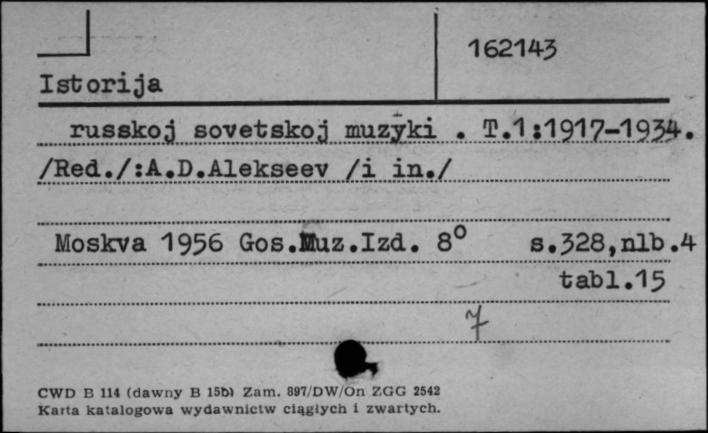 162143
Istorija
russkoj sovetskoj muzyki . T.1:1917-1934.
/Red./:A.D.Alekseev /i in./
Moskva 1956 Gos.Muz.Izd. 8⁰ s.328,nlb.4
tabl.15
7
CWD B 114 (dawny B 15b) Zam. 897/DW/On ZGG 2542
Karta katalogowa wydawnictw ciągłych i zwartych.